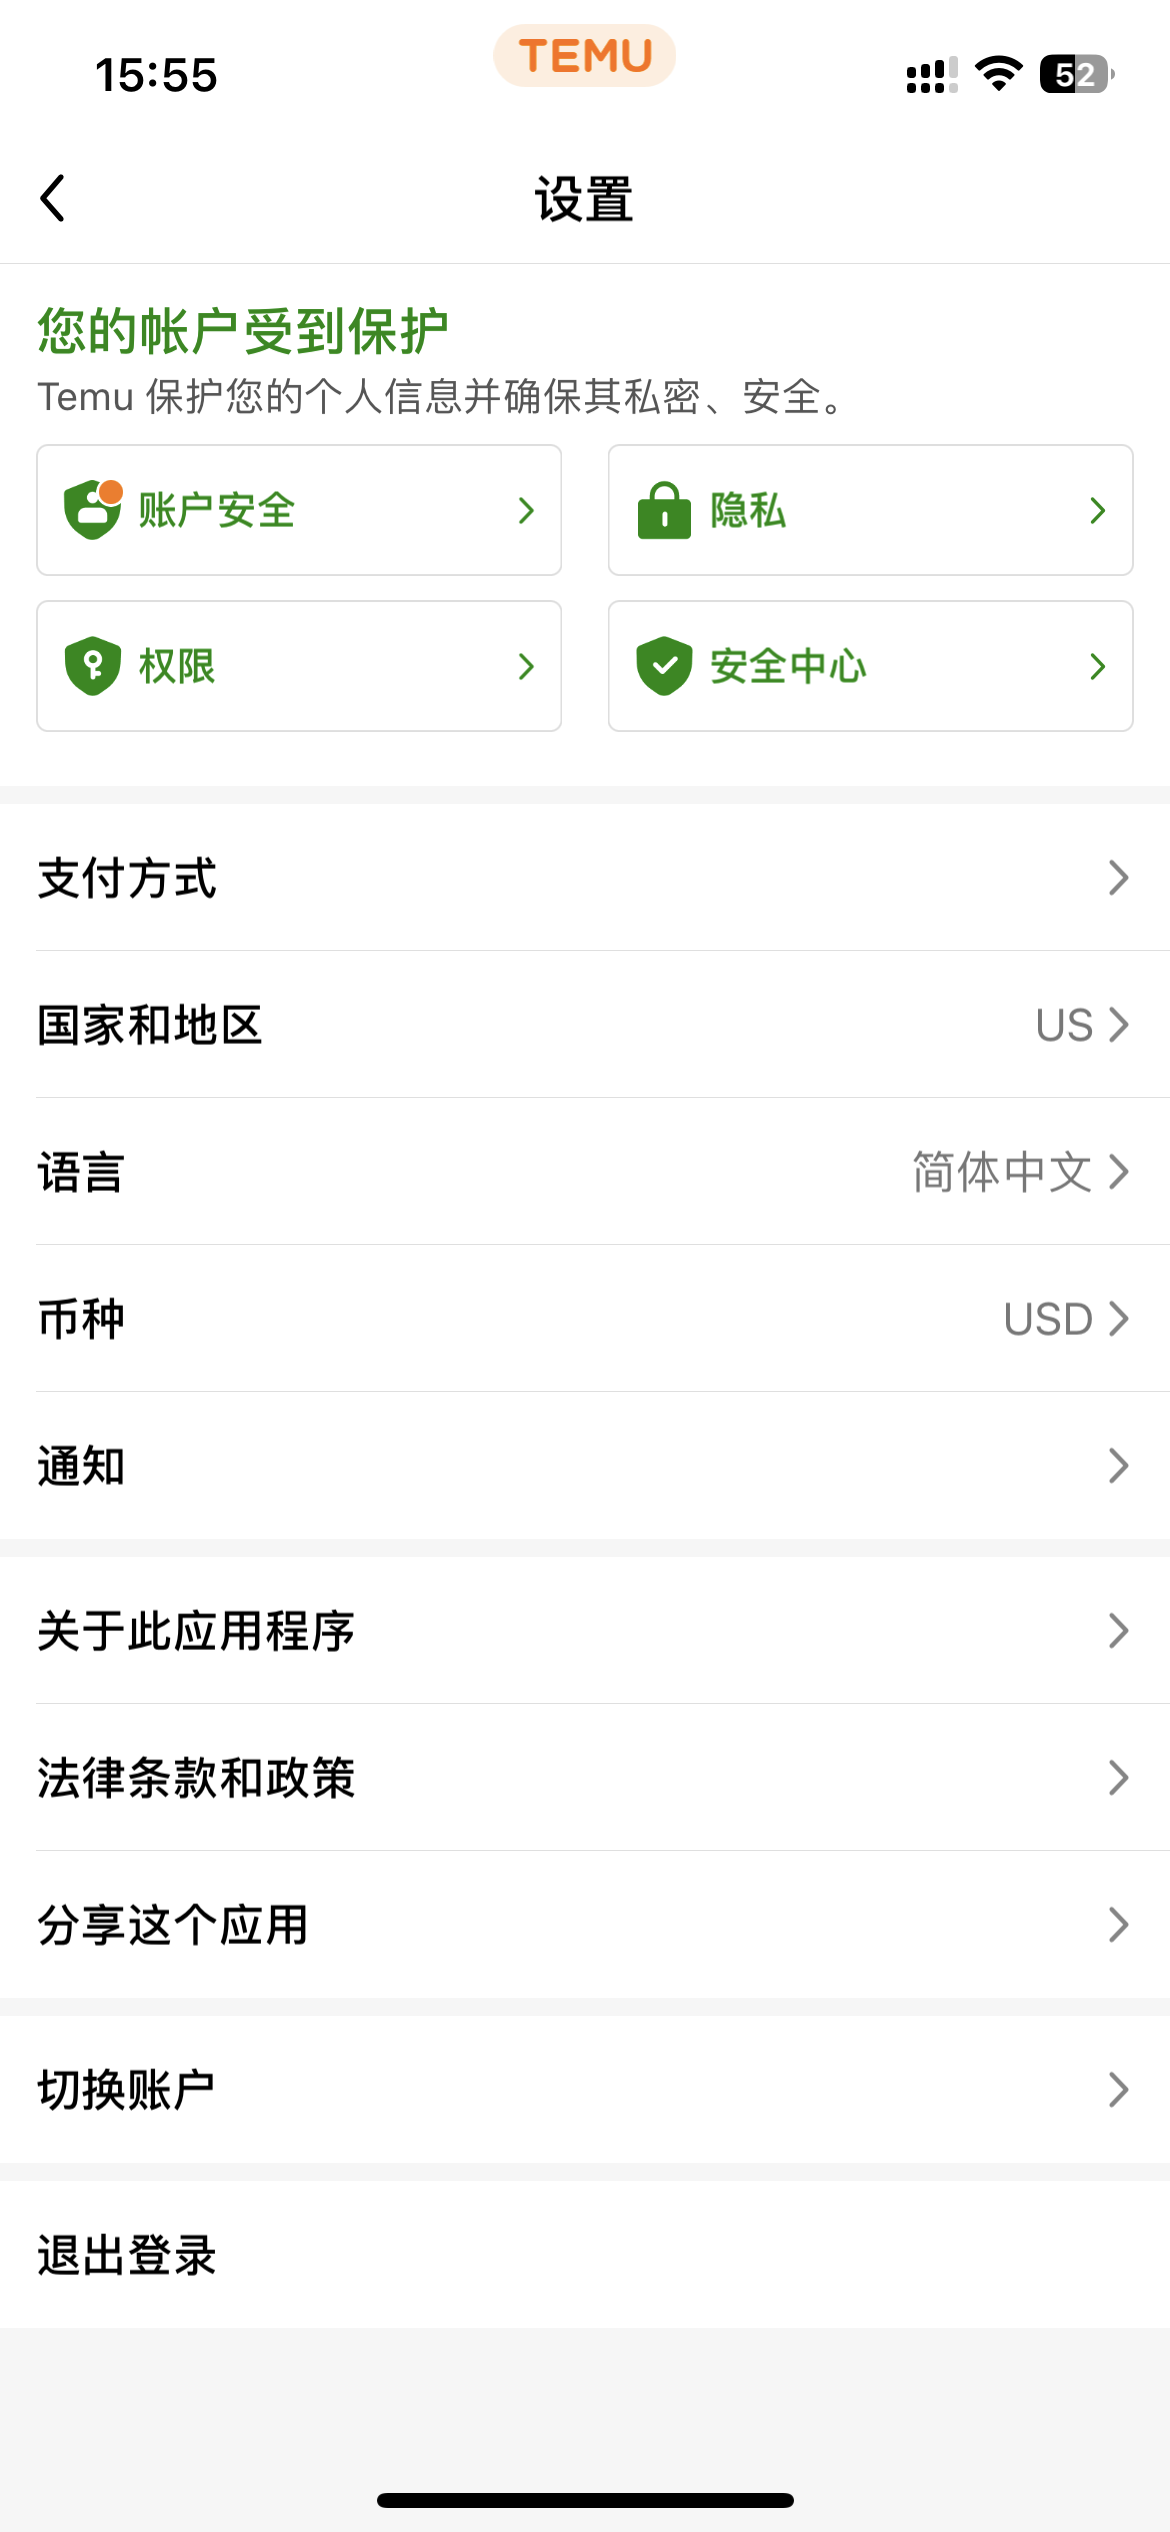 15:55
TEMU
52
设置
您的帐户受到保护
Temu 保护您的个人信息并确保其私密、安全。
账户安全
隐私
权限
安全中心
支付方式
国家和地区 US
语言 简体中文
币种 USD
通知
关于此应用程序
法律条款和政策
分享这个应用
切换账户
退出登录